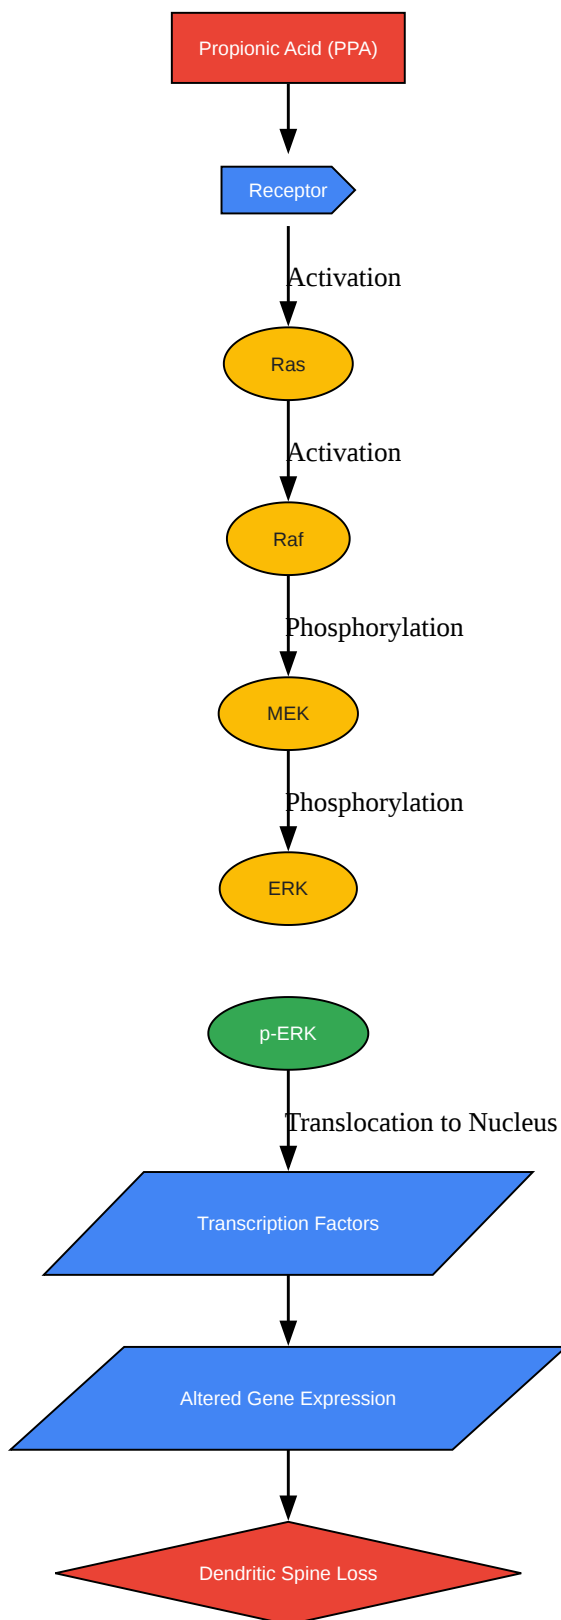 Propionic Acid (PPA)
Receptor
Activation
Ras
Activation
Raf
Phosphorylation
MEK
Phosphorylation
ERK
p-ERK
Translocation to Nucleus
Transcription Factors
Altered Gene Expression
Dendritic Spine Loss